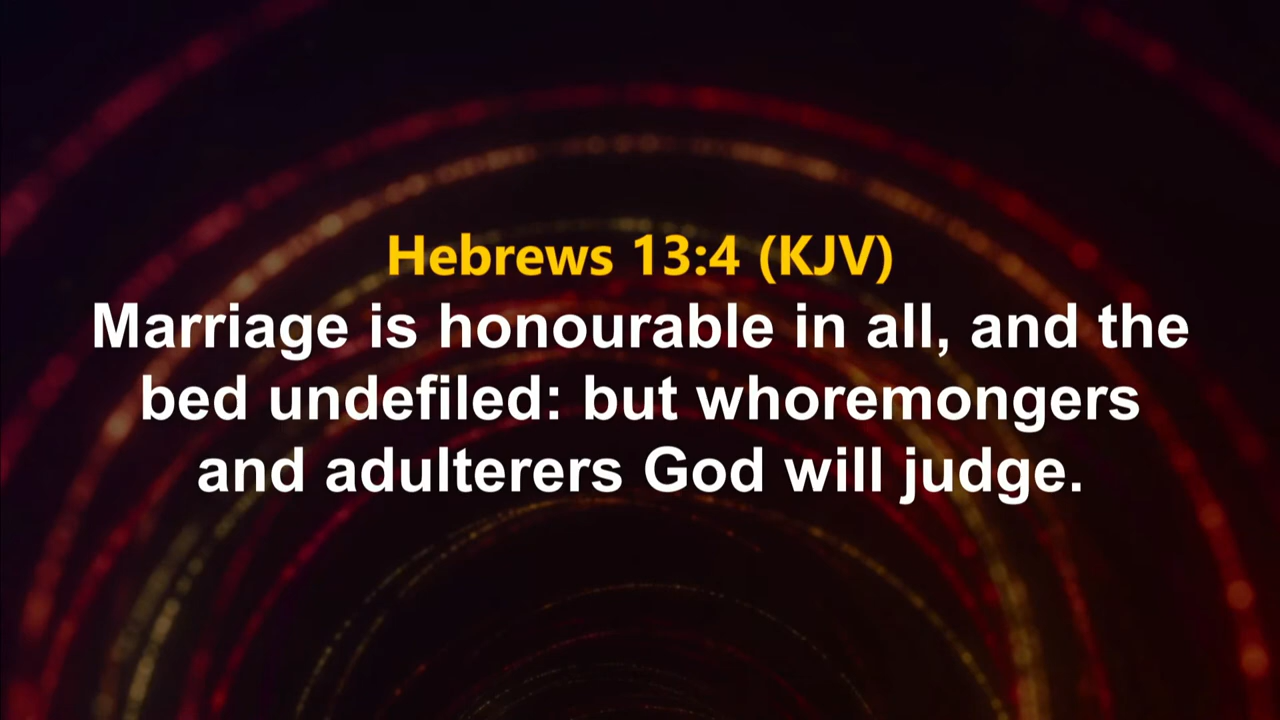 Hebrews 13:4 (KJV)
Marriage is honourable in all, and the
bed undefiled: but whoremongers
and adulterers God will judge.